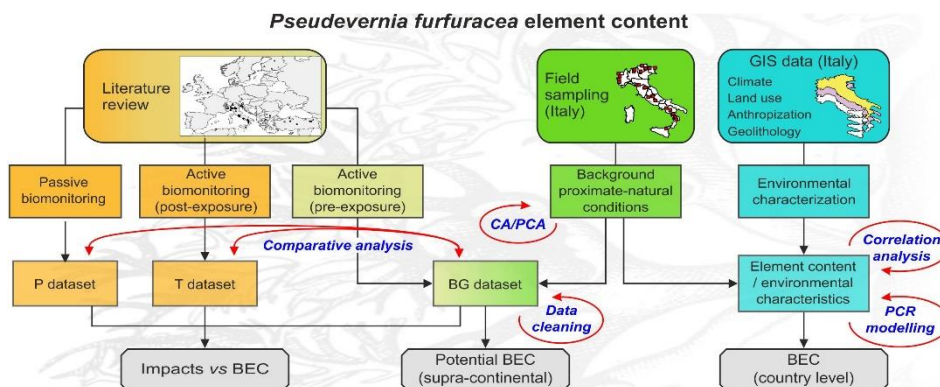 Pseudevernia furfuracea element content
Literature
review
Field
sampling
(Italy)
GIS data (Italy)
Climate
Land use
Anthropization
Geolithology
Passive
biomonitoring
Active
biomonitoring
(post-exposure)
Active
biomonitoring
(pre-exposure)
Background
proximate-natural
conditions
Environmental
characterization
CA/PCA
Comparative analysis
Correlation
analysis
P dataset
T dataset
BG dataset
Element content
/ environmental
characteristics
Data
cleaning
PCR
modelling
Impacts vs BEC
Potential BEC
(supra-continental)
BEC
(country level)